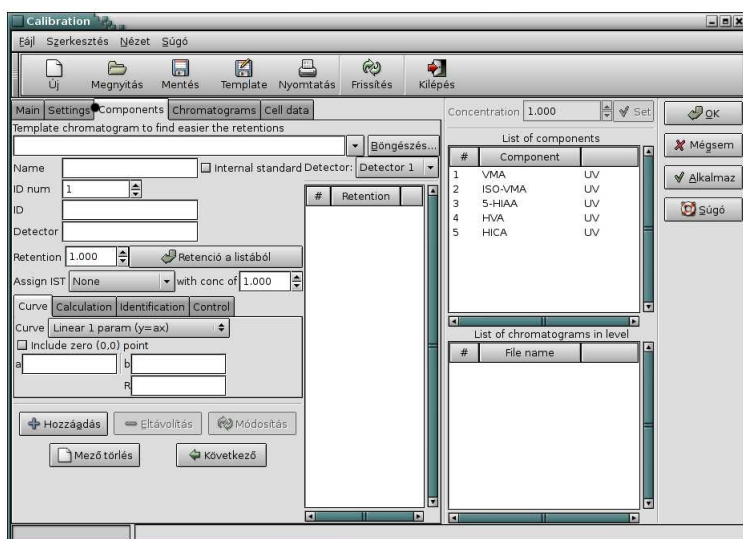 Calibration
Fájl Szerkesztés Nézet Súgó
Új Megnyitás Mentés Template Nyomtatás Frissítés Kilépés
Main Settings Components Chromatograms Cell data
Template chromatogram to find easier the retentions
Böngészés...
Name Internal standard Detector: Detector 1
ID num 1
ID
Detector
Retention 1.000 Retenció a listából
Assign IST None with conc of 1.000
Curve Calculation Identification Control
Curve Linear 1 param (y=ax)
Include zero (0,0) point
a b
R
Hozzáadás Eltávolítás Módosítás
Mező törlés Következő
# Retention
Concentration 1.000 Set
List of components
# Component
1 VMA UV
2 ISO-VMA UV
3 5-HIAA UV
4 HVA UV
5 HICA UV
List of chromatograms in level
# File name
OK
Mégsem
Alkalmaz
Súgó